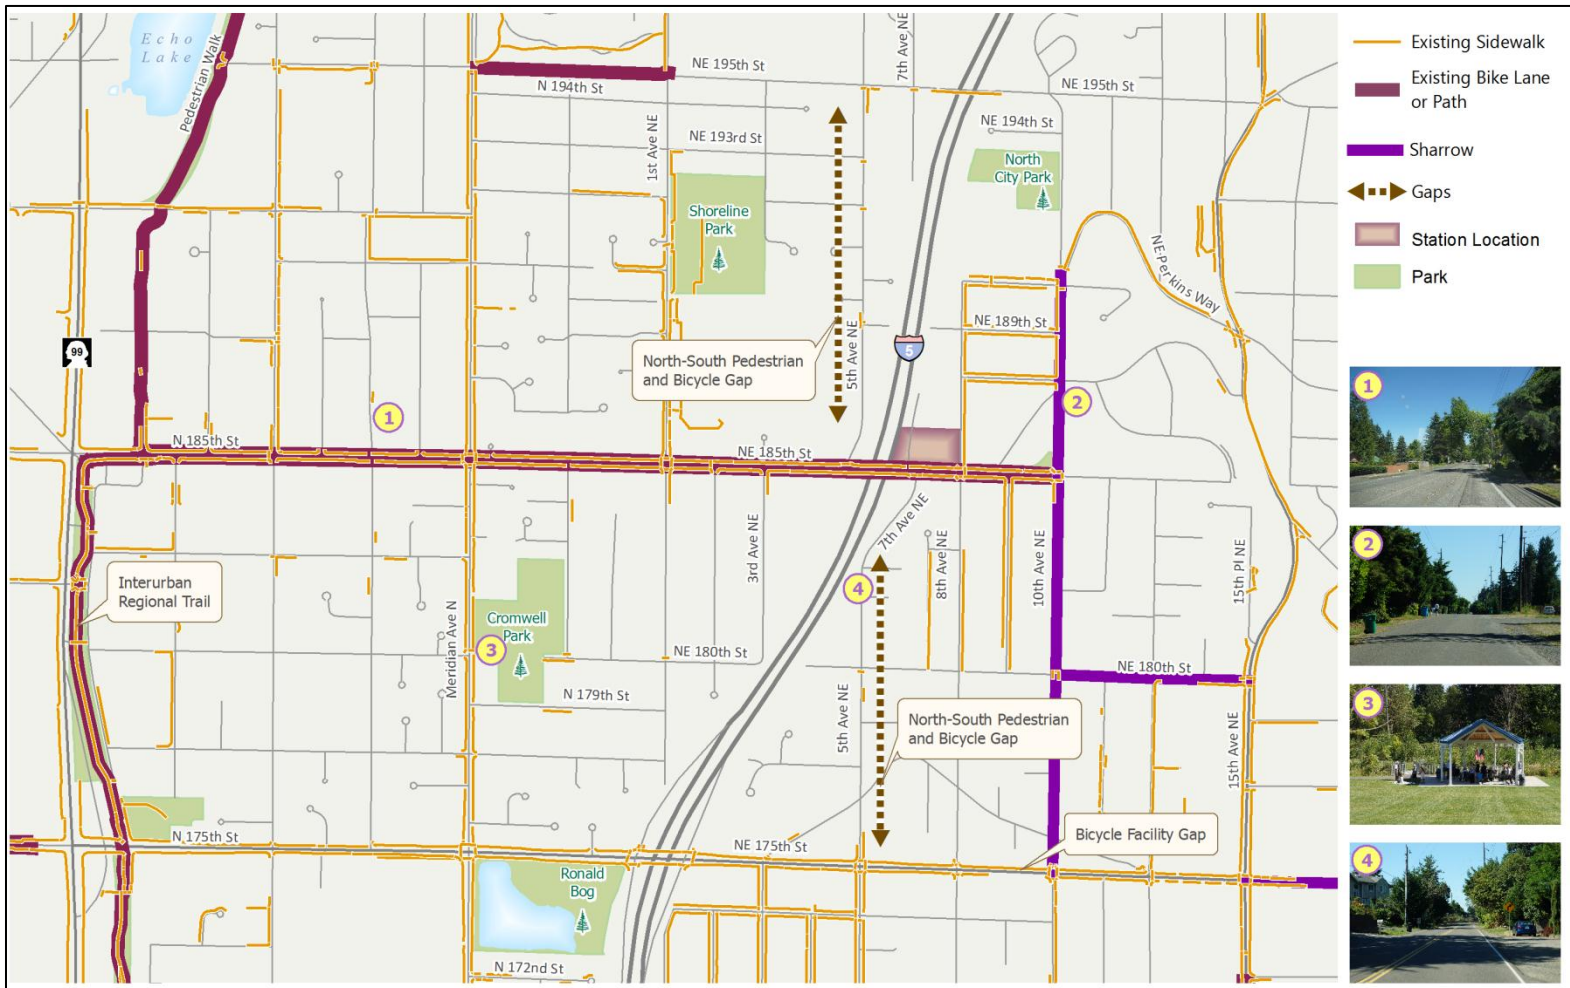 Echo
Lake
Pedestrian Walk
7th Ave NE
NE 195th St
NE 195th St
N 194th St
NE 194th St
NE 193rd St
1st Ave NE
North
City Park
Shoreline
Park
NE Perkins Way
NE 189th St
99
5
5th Ave NE
North-South Pedestrian
and Bicycle Gap
1
2
N 185th St
NE 185th St
7th Ave NE
3rd Ave NE
8th Ave NE
10th Ave NE
15th Pl NE
Interurban
Regional Trail
4
Cromwell
Park
3
Meridian Ave N
NE 180th St
NE 180th St
N 179th St
5th Ave NE
North-South Pedestrian
and Bicycle Gap
15th Ave NE
N 175th St
NE 175th St
Bicycle Facility Gap
Ronald
Bog
N 172nd St
Existing Sidewalk
Existing Bike Lane
or Path
Sharrow
Gaps
Station Location
Park
1
2
3
4